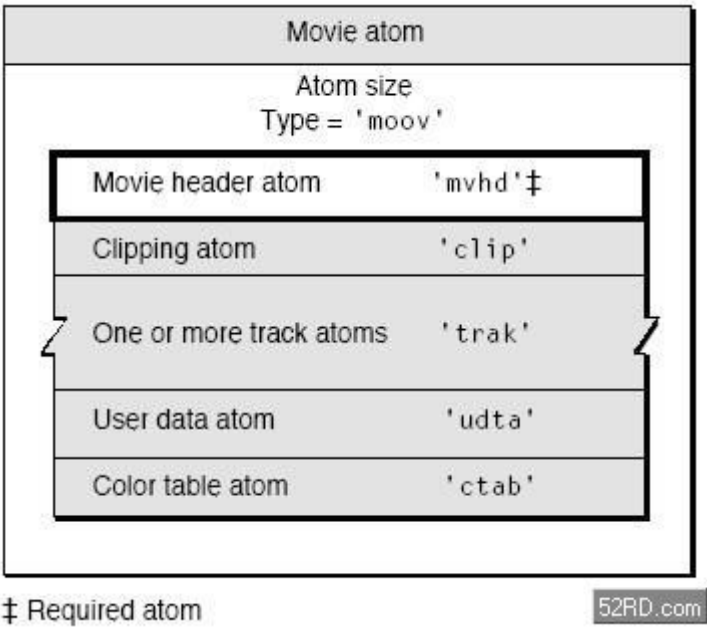 Movie atom
Atom size
Type = 'moov'
Movie header atom 'mvhd'‡
Clipping atom 'clip'
One or more track atoms 'trak'
User data atom 'udta'
Color table atom 'ctab'
‡ Required atom
52RD.com